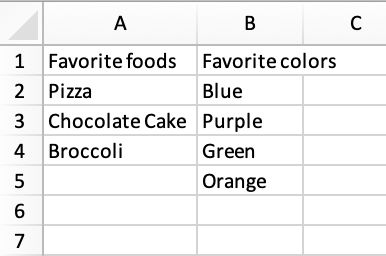 A B C
1 Favorite foods Favorite colors
2 Pizza Blue
3 Chocolate Cake Purple
4 Broccoli Green
5 Orange
6
7